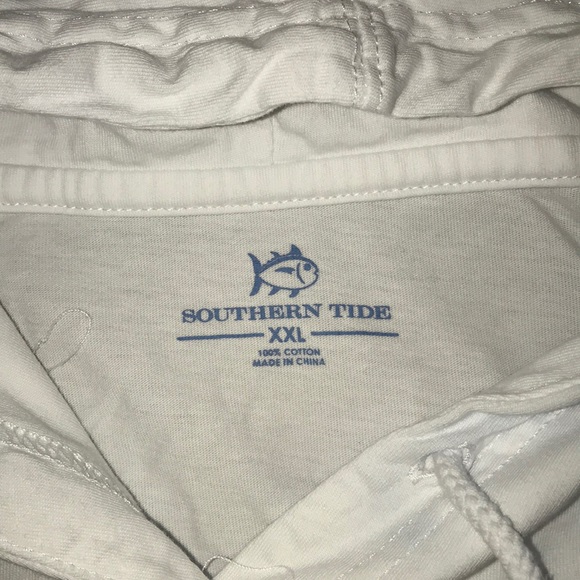 SOUTHERN TIDE
XXL
100% COTTON
MADE IN CHINA